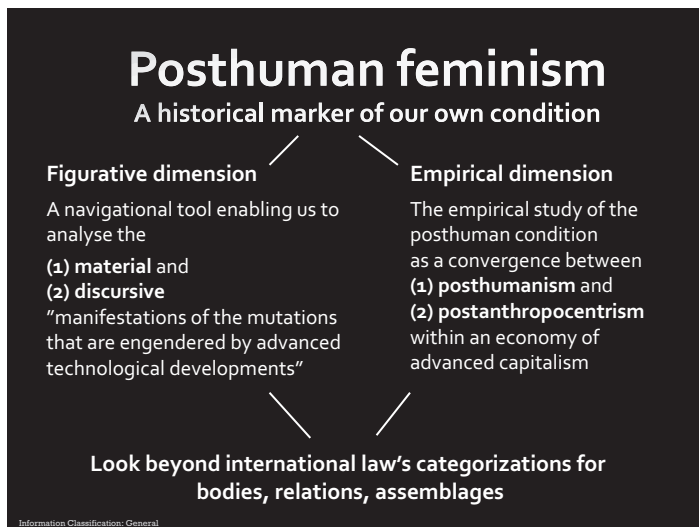 Posthuman feminism
A historical marker of our own condition
Figurative dimension
A navigational tool enabling us to
analyse the
(1) material and
(2) discursive
”manifestations of the mutations
that are engendered by advanced
technological developments”
Empirical dimension
The empirical study of the
posthuman condition
as a convergence between
(1) posthumanism and
(2) postanthropocentrism
within an economy of
advanced capitalism
Look beyond international law’s categorizations for
bodies, relations, assemblages
Information Classification: General